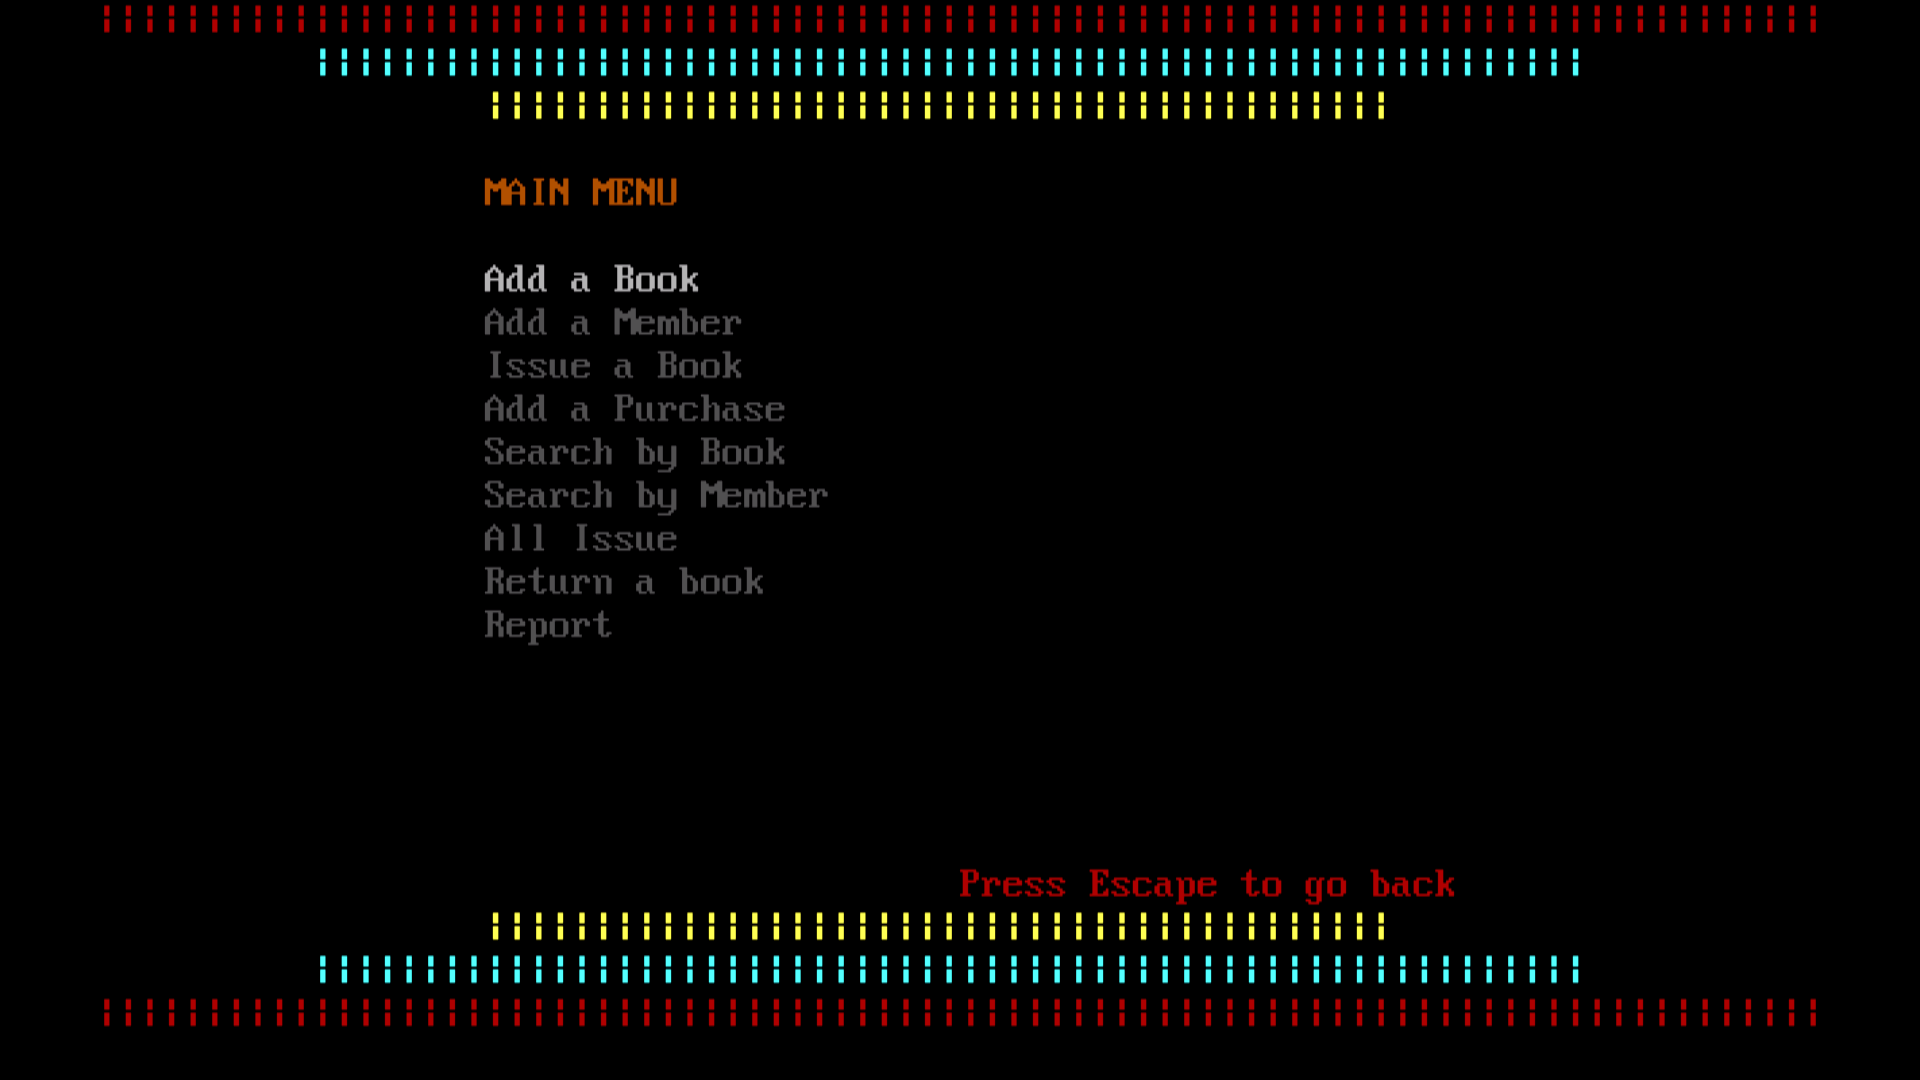 MAIN MENU
Add a Book
Add a Member
Issue a Book
Add a Purchase
Search by Book
Search by Member
All Issue
Return a book
Report
Press Escape to go back